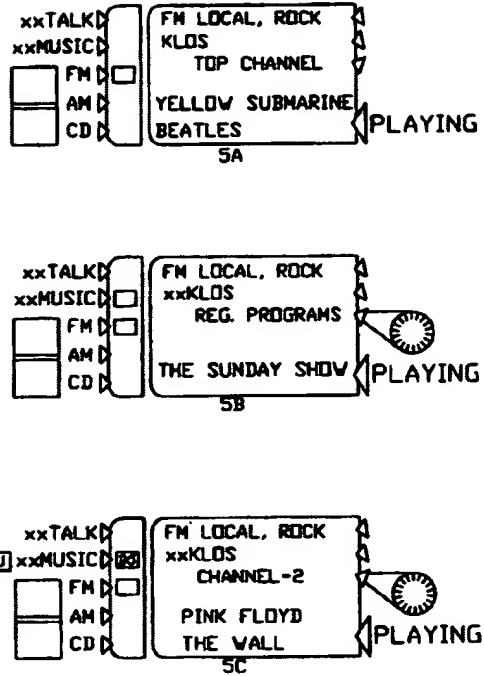 xxTALK
xxMUSIC
FM
AM
CD
FM LOCAL, ROCK
KLOS
TOP CHANNEL
YELLOW SUBMARINE
BEATLES
PLAYING
5A
xxTALK
xxMUSIC
FM
AM
CD
FM LOCAL, ROCK
xxKLOS
REG. PROGRAMS
THE SUNDAY SHOW
PLAYING
5B
xxTALK
xxMUSIC
FM
AM
CD
FM LOCAL, ROCK
xxKLOS
CHANNEL-2
PINK FLOYD
THE WALL
PLAYING
5C